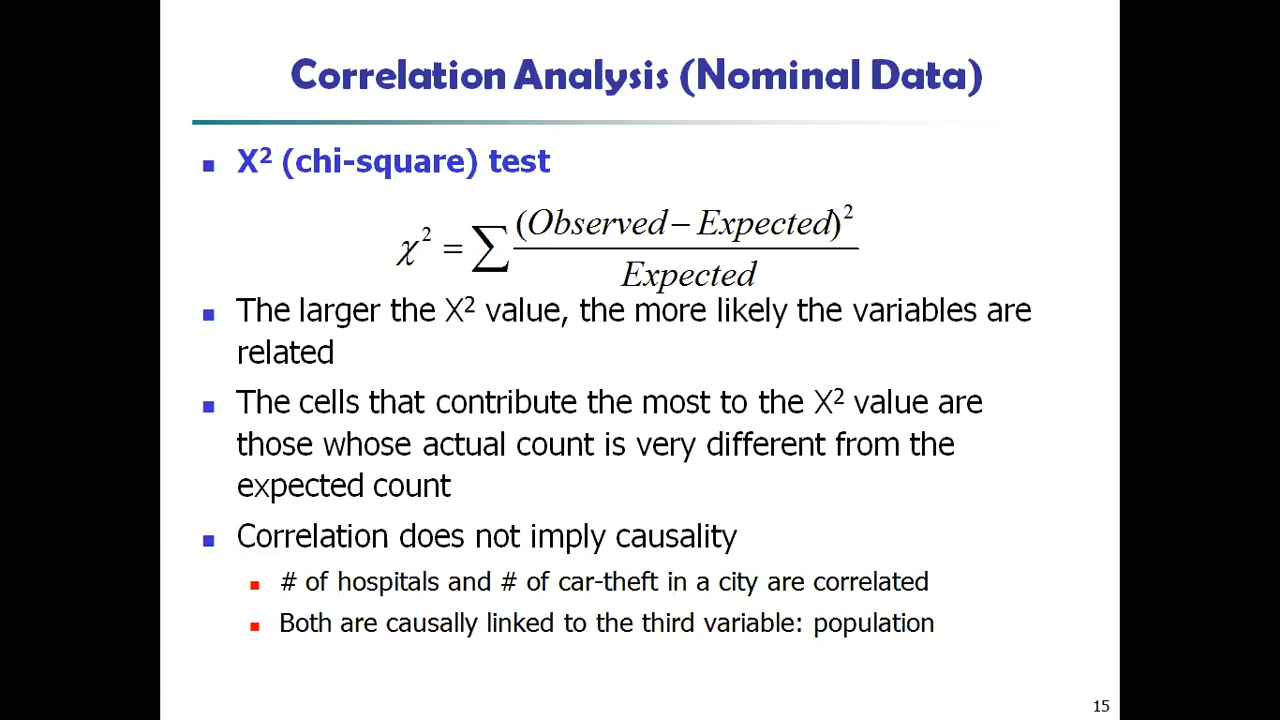 Correlation Analysis (Nominal Data)
Χ² (chi-square) test
χ² = ∑ (Observed − Expected)² / Expected
The larger the Χ² value, the more likely the variables are
related
The cells that contribute the most to the Χ² value are
those whose actual count is very different from the
expected count
Correlation does not imply causality
# of hospitals and # of car-theft in a city are correlated
Both are causally linked to the third variable: population
15